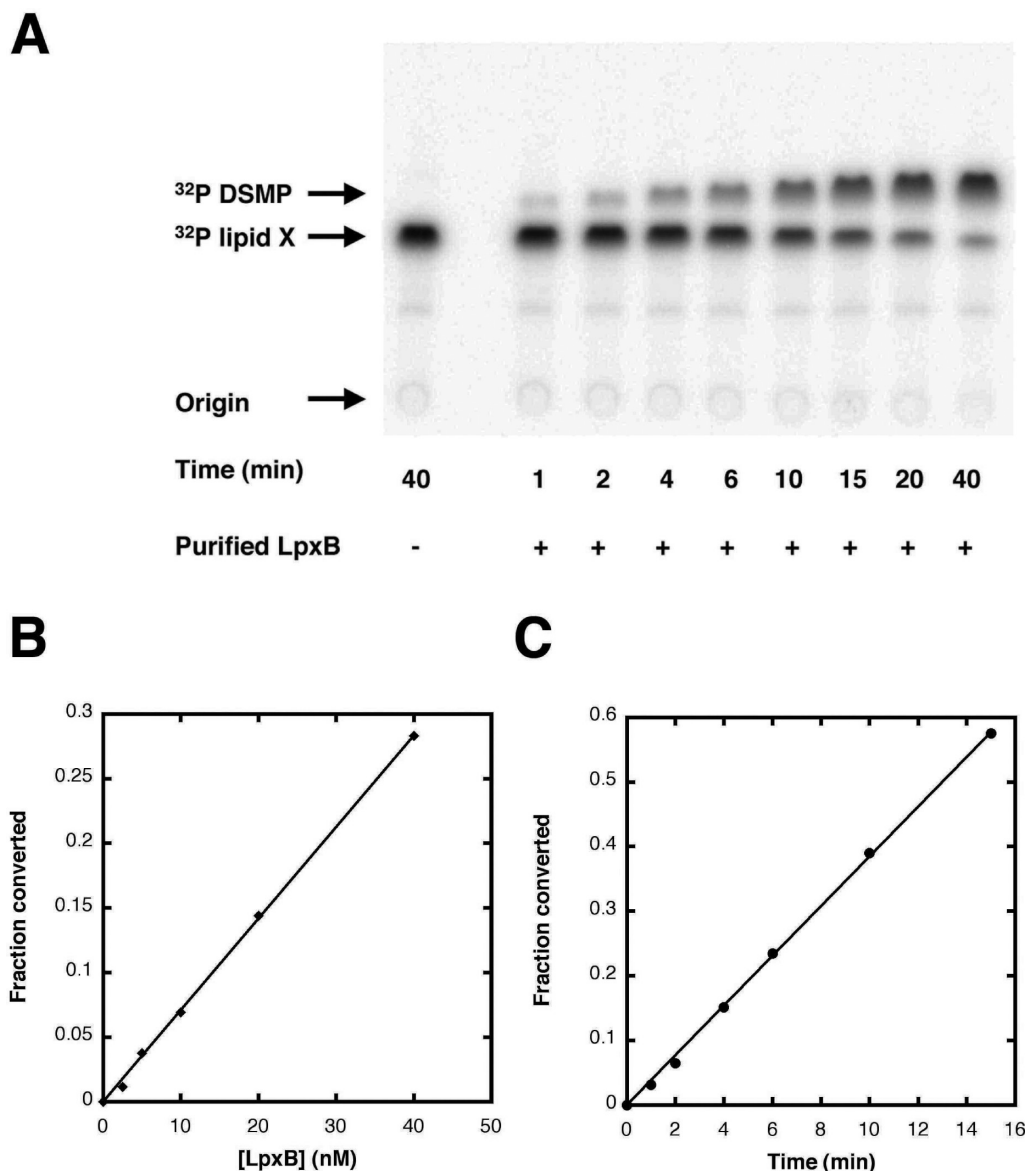 A
³²P DSMP
³²P lipid X
Origin
Time (min) 40 1 2 4 6 10 15 20 40
Purified LpxB - + + + + + + + +
B
0.3
0.25
0.2
0.15
0.1
0.05
0
0 10 20 30 40 50
Fraction converted
[LpxB] (nM)
C
0.6
0.5
0.4
0.3
0.2
0.1
0
0 2 4 6 8 10 12 14 16
Fraction converted
Time (min)